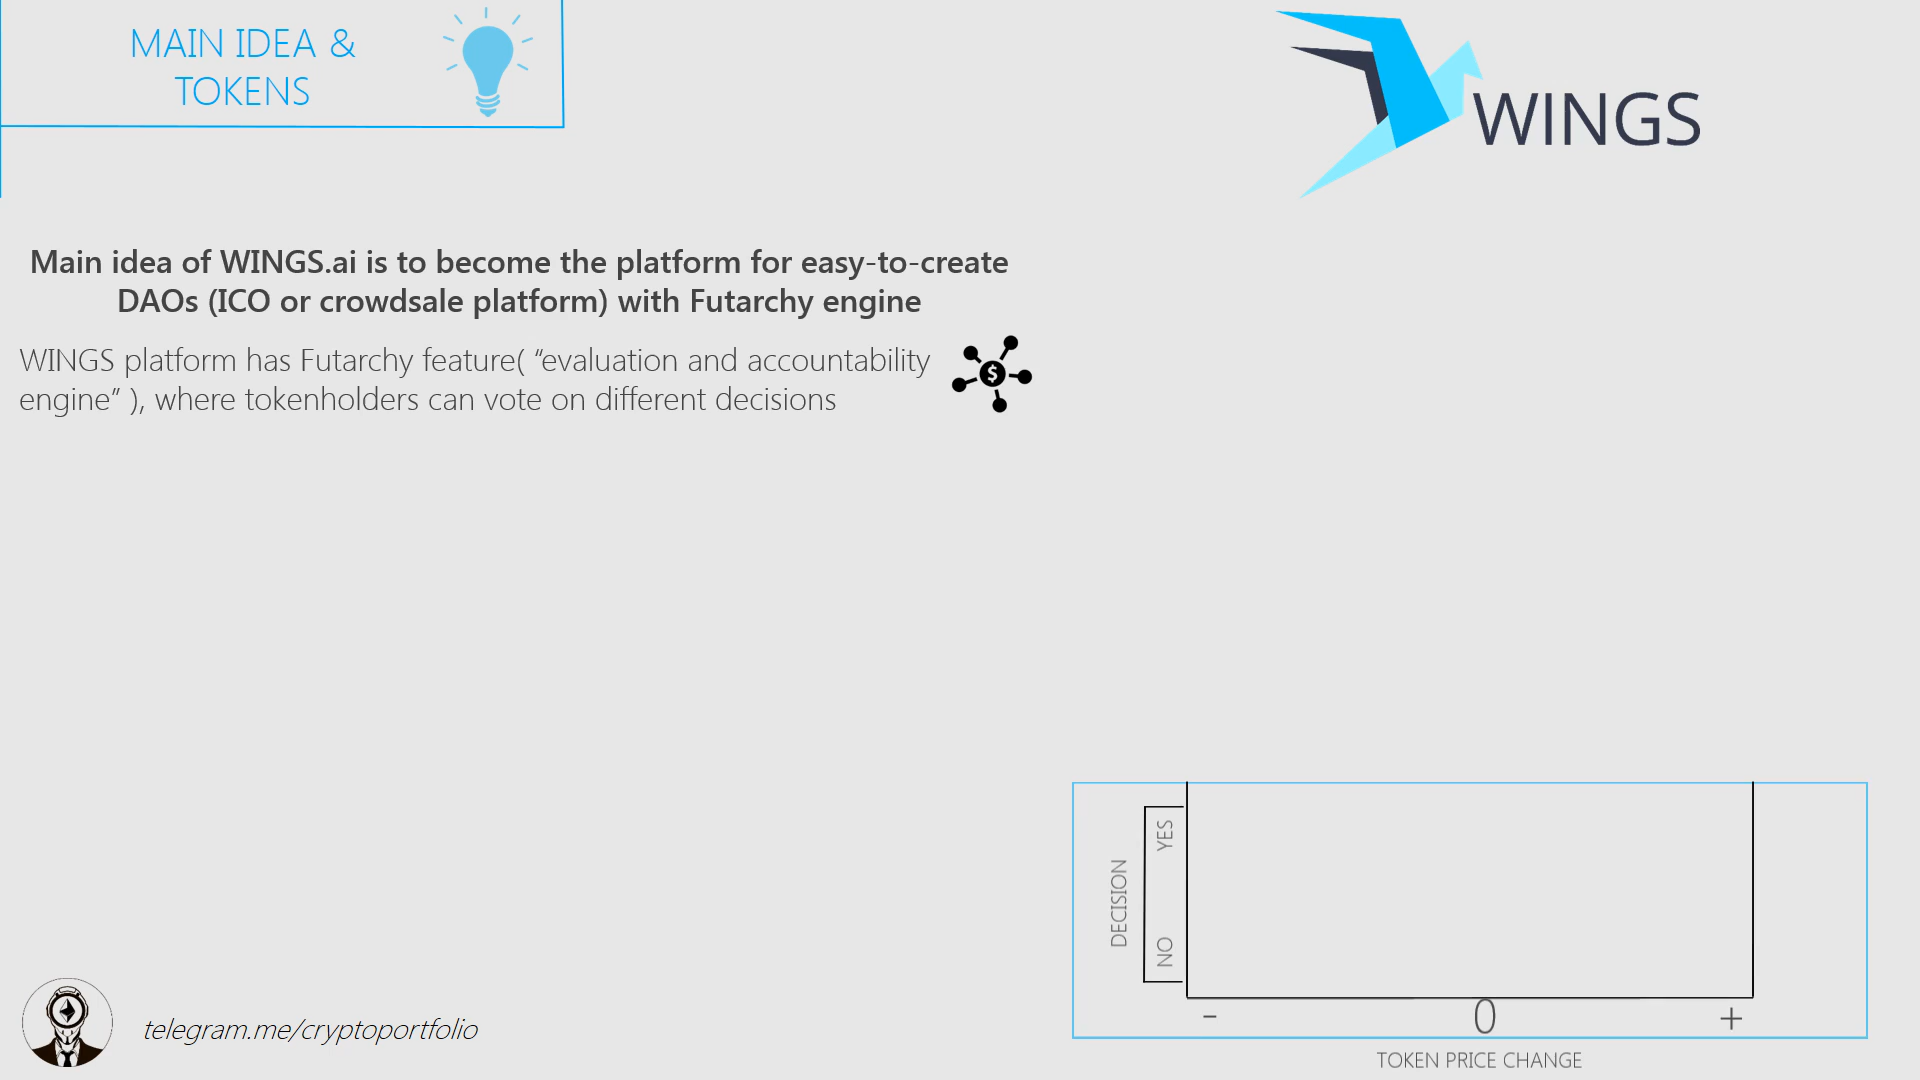 MAIN IDEA &
TOKENS
WINGS
Main idea of WINGS.ai is to become the platform for easy-to-create
DAOs (ICO or crowdsale platform) with Futarchy engine
WINGS platform has Futarchy feature( “evaluation and accountability
engine” ), where tokenholders can vote on different decisions
$
DECISION
YES
NO
- 0 +
TOKEN PRICE CHANGE
telegram.me/cryptoportfolio